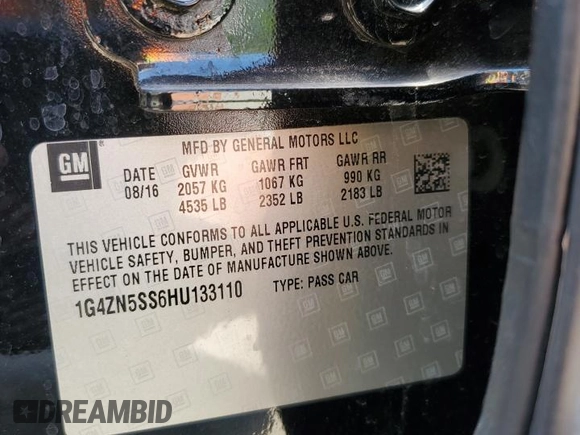 MFD BY GENERAL MOTORS LLC
GM
DATE GVWR GAWR FRT GAWR RR
08/16 2057 KG 1067 KG 990 KG
4535 LB 2352 LB 2183 LB
THIS VEHICLE CONFORMS TO ALL APPLICABLE U.S. FEDERAL MOTOR
VEHICLE SAFETY, BUMPER, AND THEFT PREVENTION STANDARDS IN
EFFECT ON THE DATE OF MANUFACTURE SHOWN ABOVE.
1G4ZN5SS6HU133110 TYPE: PASS CAR
DREAMBID